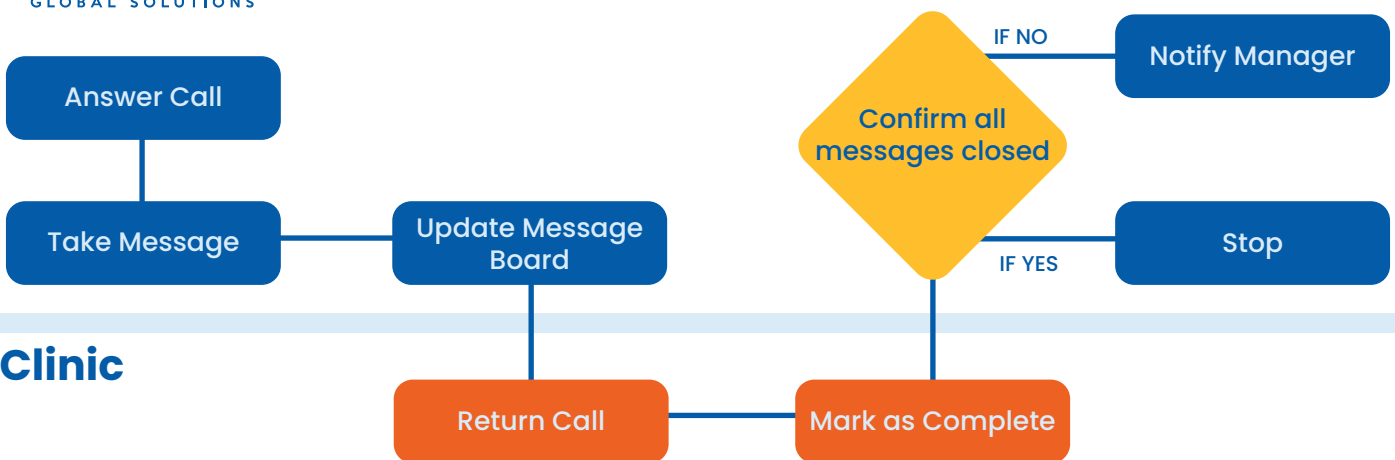 GLOBAL SOLUTIONS
Answer Call
Take Message
Update Message
Board
Confirm all
messages closed
IF NO
Notify Manager
IF YES
Stop
Clinic
Return Call
Mark as Complete